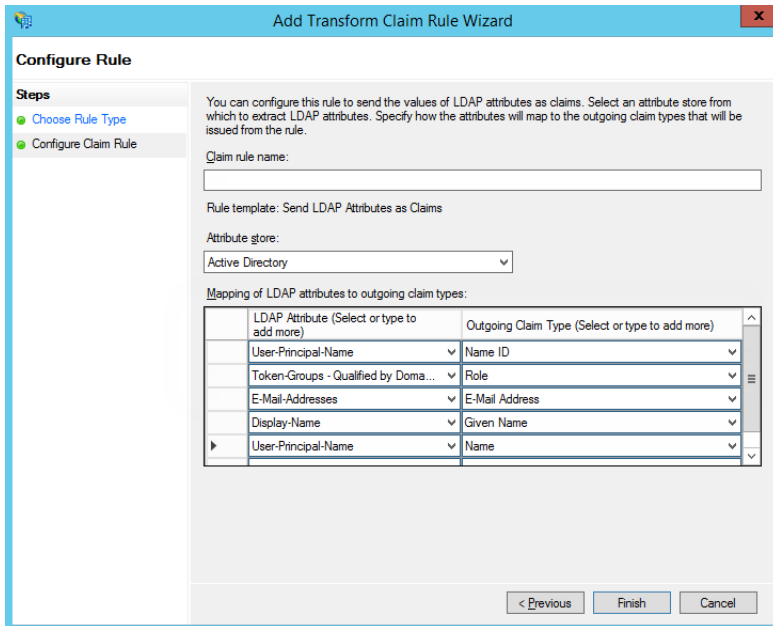 Add Transform Claim Rule Wizard
x
Configure Rule
Steps
Choose Rule Type
Configure Claim Rule
You can configure this rule to send the values of LDAP attributes as claims. Select an attribute store from
which to extract LDAP attributes. Specify how the attributes will map to the outgoing claim types that will be
issued from the rule.
Claim rule name:
Rule template: Send LDAP Attributes as Claims
Attribute store:
Active Directory
Mapping of LDAP attributes to outgoing claim types:
LDAP Attribute (Select or type to
add more)
Outgoing Claim Type (Select or type to add more)
User-Principal-Name
Name ID
Token-Groups - Qualified by Doma...
Role
E-Mail-Addresses
E-Mail Address
Display-Name
Given Name
User-Principal-Name
Name
< Previous
Finish
Cancel